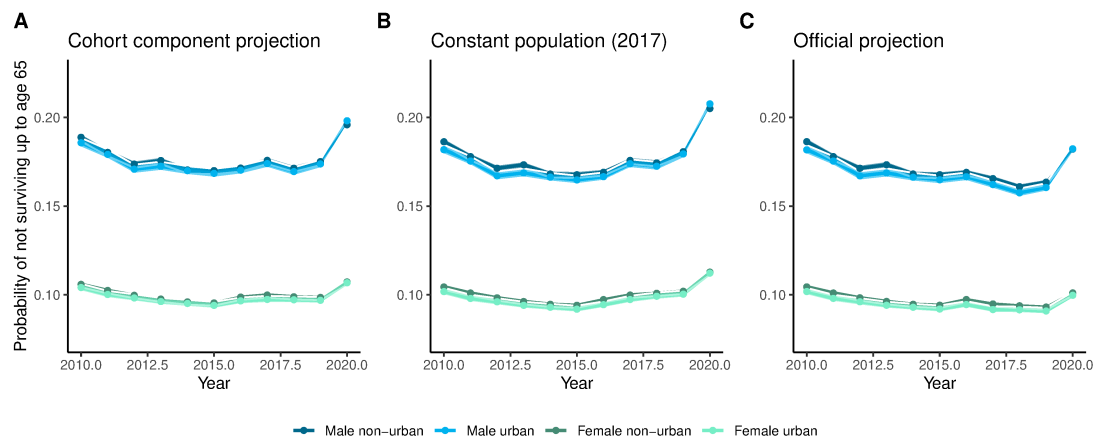 A
B
C
Cohort component projection
Constant population (2017)
Official projection
Probability of not surviving up to age 65
0.20
0.15
0.10
0.20
0.15
0.10
0.20
0.15
0.10
2010.0 2012.5 2015.0 2017.5 2020.0
2010.0 2012.5 2015.0 2017.5 2020.0
2010.0 2012.5 2015.0 2017.5 2020.0
Year
Year
Year
Male non−urban Male urban Female non−urban Female urban